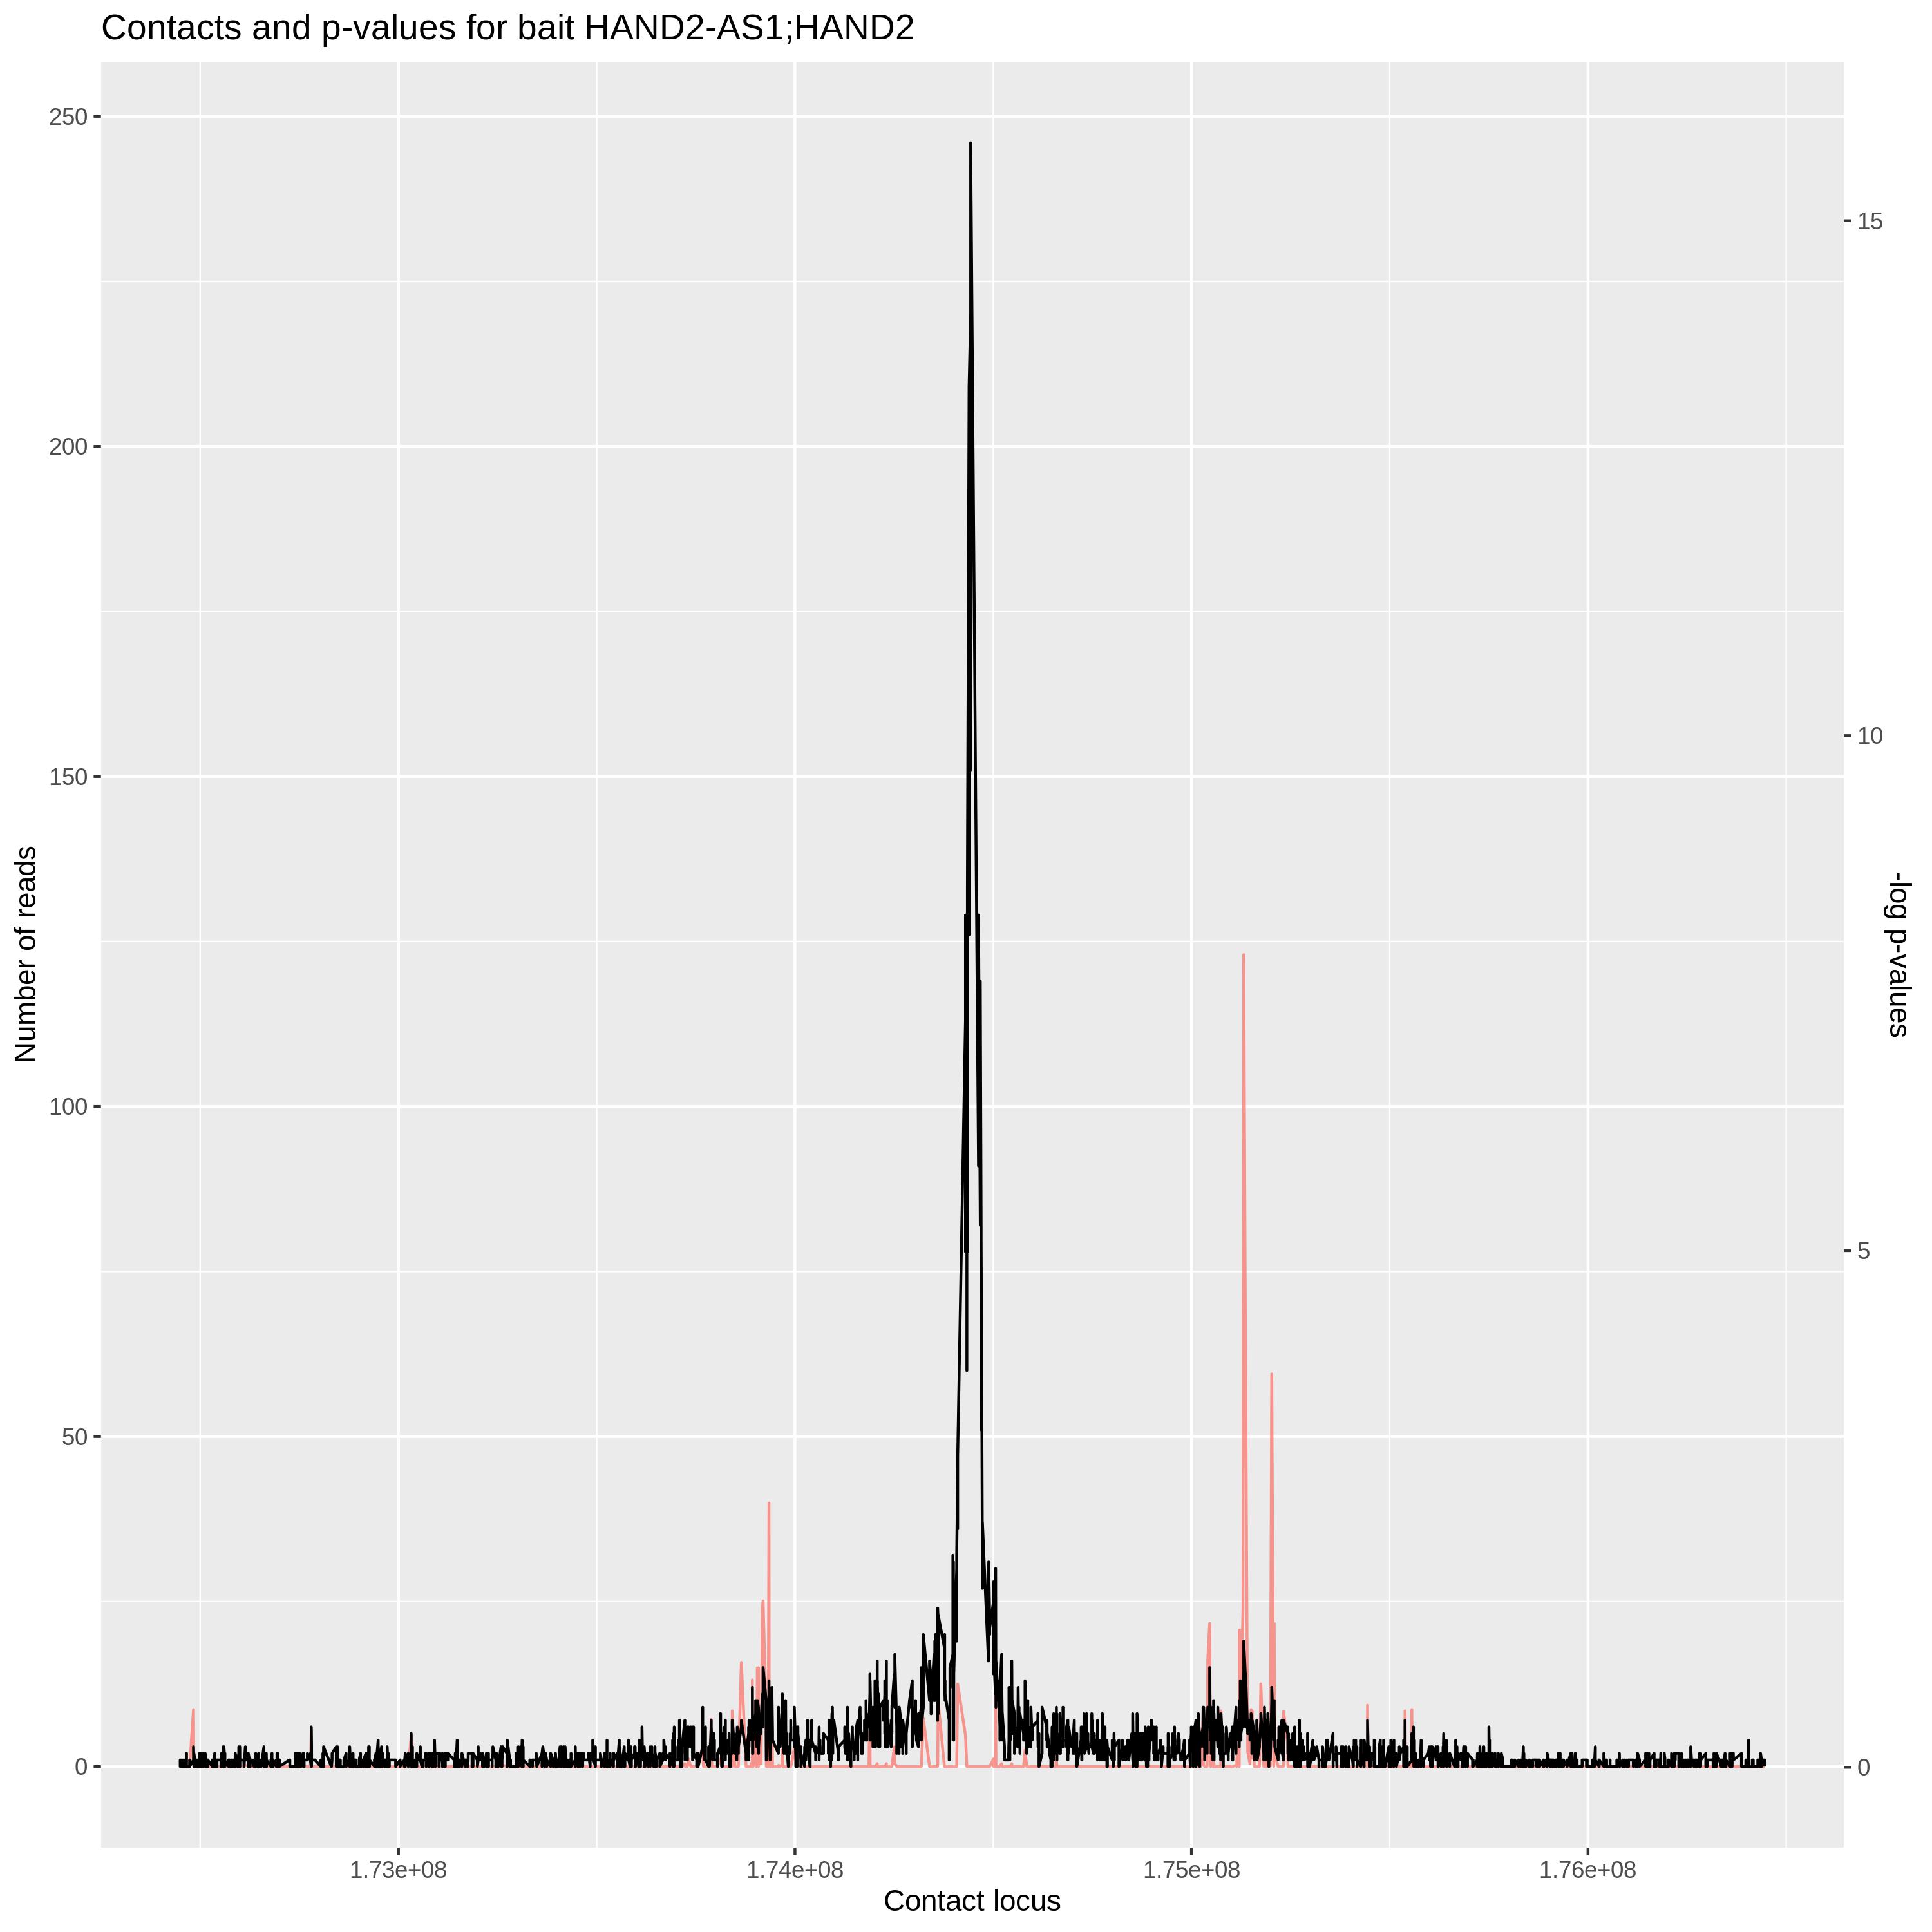 Contacts and p-values for bait HAND2-AS1;HAND2
250
200
150
100
50
0
Number of reads
15
10
5
0
-log p-values
1.73e+08
1.74e+08
1.75e+08
1.76e+08
Contact locus